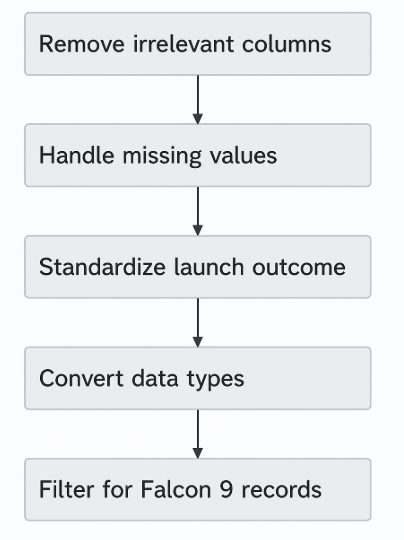 Remove irrelevant columns
Handle missing values
Standardize launch outcome
Convert data types
Filter for Falcon 9 records